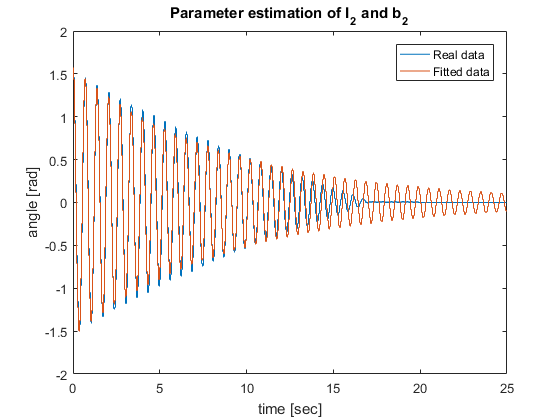 Parameter estimation of I₂ and b₂
Real data
Fitted data
2
1.5
1
0.5
0
-0.5
-1
-1.5
-2
angle [rad]
0 5 10 15 20 25
time [sec]